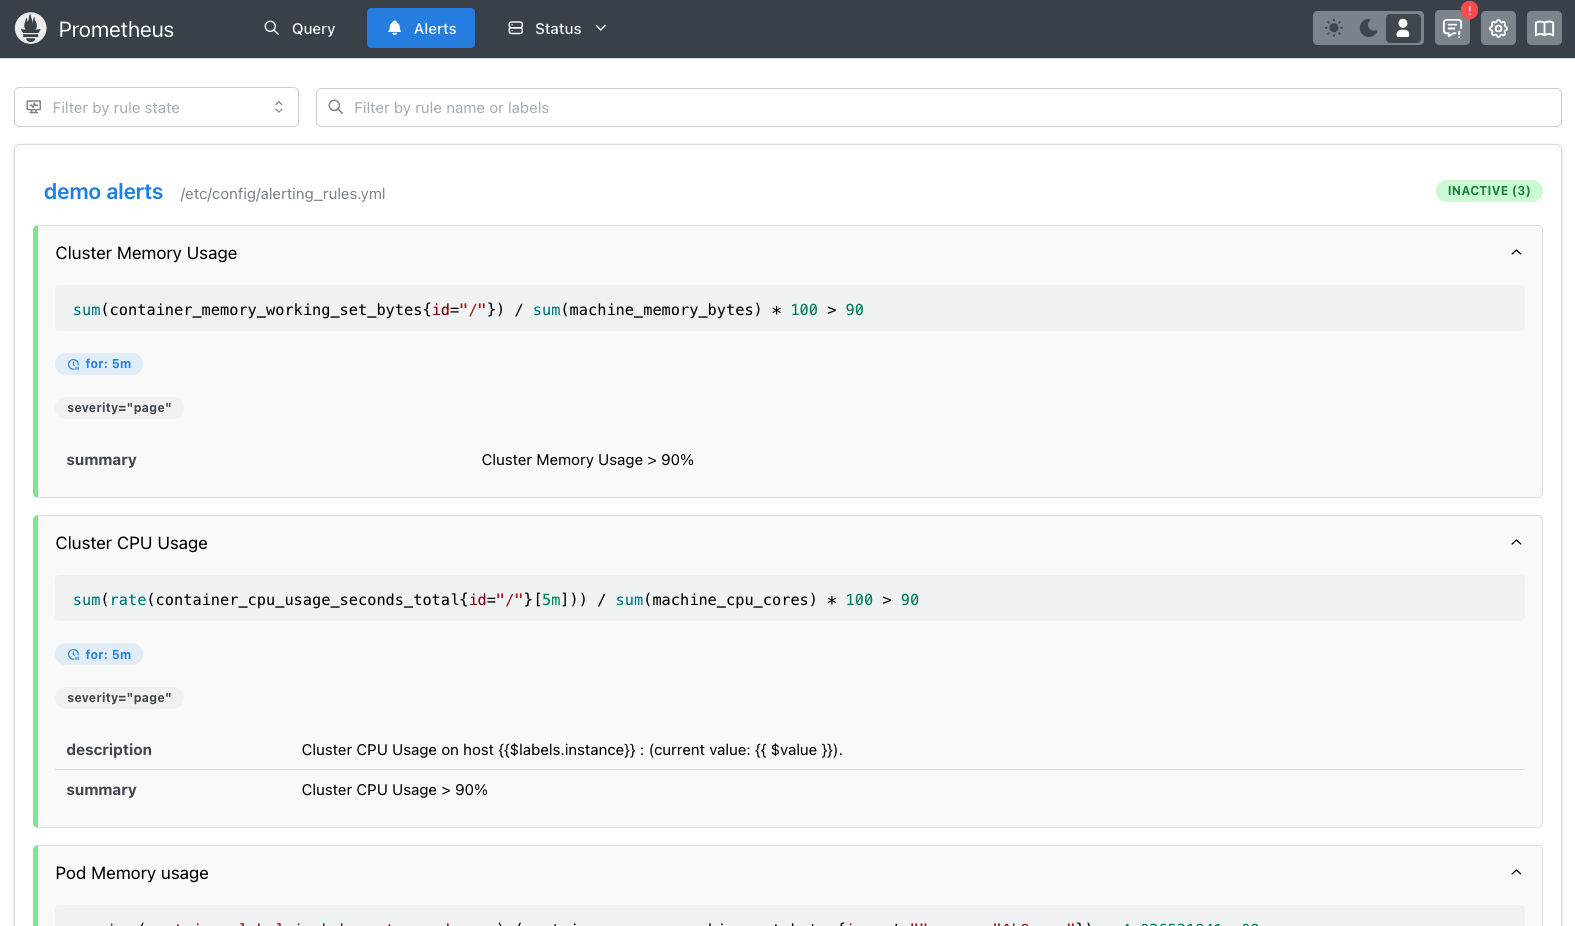 Prometheus
Query
Alerts
Status
!
Filter by rule state
Filter by rule name or labels
demo alerts /etc/config/alerting_rules.yml
INACTIVE (3)
Cluster Memory Usage
sum(container_memory_working_set_bytes{id="/"}) / sum(machine_memory_bytes) * 100 > 90
for: 5m
severity="page"
summary Cluster Memory Usage > 90%
Cluster CPU Usage
sum(rate(container_cpu_usage_seconds_total{id="/"}[5m])) / sum(machine_cpu_cores) * 100 > 90
for: 5m
severity="page"
description Cluster CPU Usage on host {{$labels.instance}} : (current value: {{ $value }}).
summary Cluster CPU Usage > 90%
Pod Memory usage